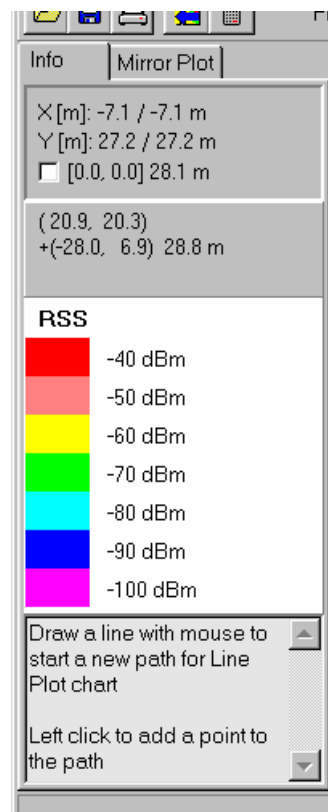 Info
Mirror Plot
X [m]: -7.1 / -7.1 m
Y [m]: 27.2 / 27.2 m
[0.0, 0.0] 28.1 m
( 20.9, 20.3)
+(-28.0, 6.9) 28.8 m
RSS
-40 dBm
-50 dBm
-60 dBm
-70 dBm
-80 dBm
-90 dBm
-100 dBm
Draw a line with mouse to
start a new path for Line
Plot chart
Left click to add a point to
the path